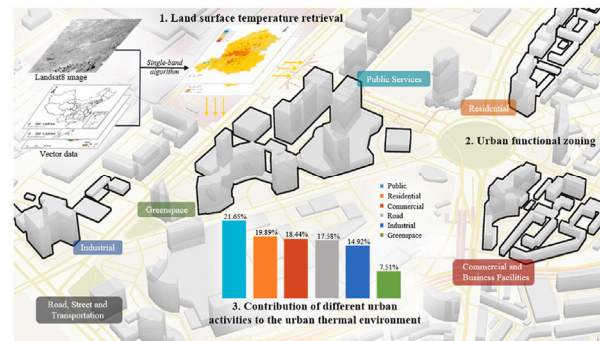 1. Land surface temperature retrieval
Landsat8 image
Single-band
algorithm
Vector data
Public Services
Residential
2. Urban functional zoning
Greenspace
Industrial
Road, Street and
Transportation
Commercial and
Business Facilities
Public
Residential
Commercial
Road
Industrial
Greenspace
21.65%
19.89%
18.44%
17.58%
14.92%
7.51%
3. Contribution of different urban
activities to the urban thermal environment